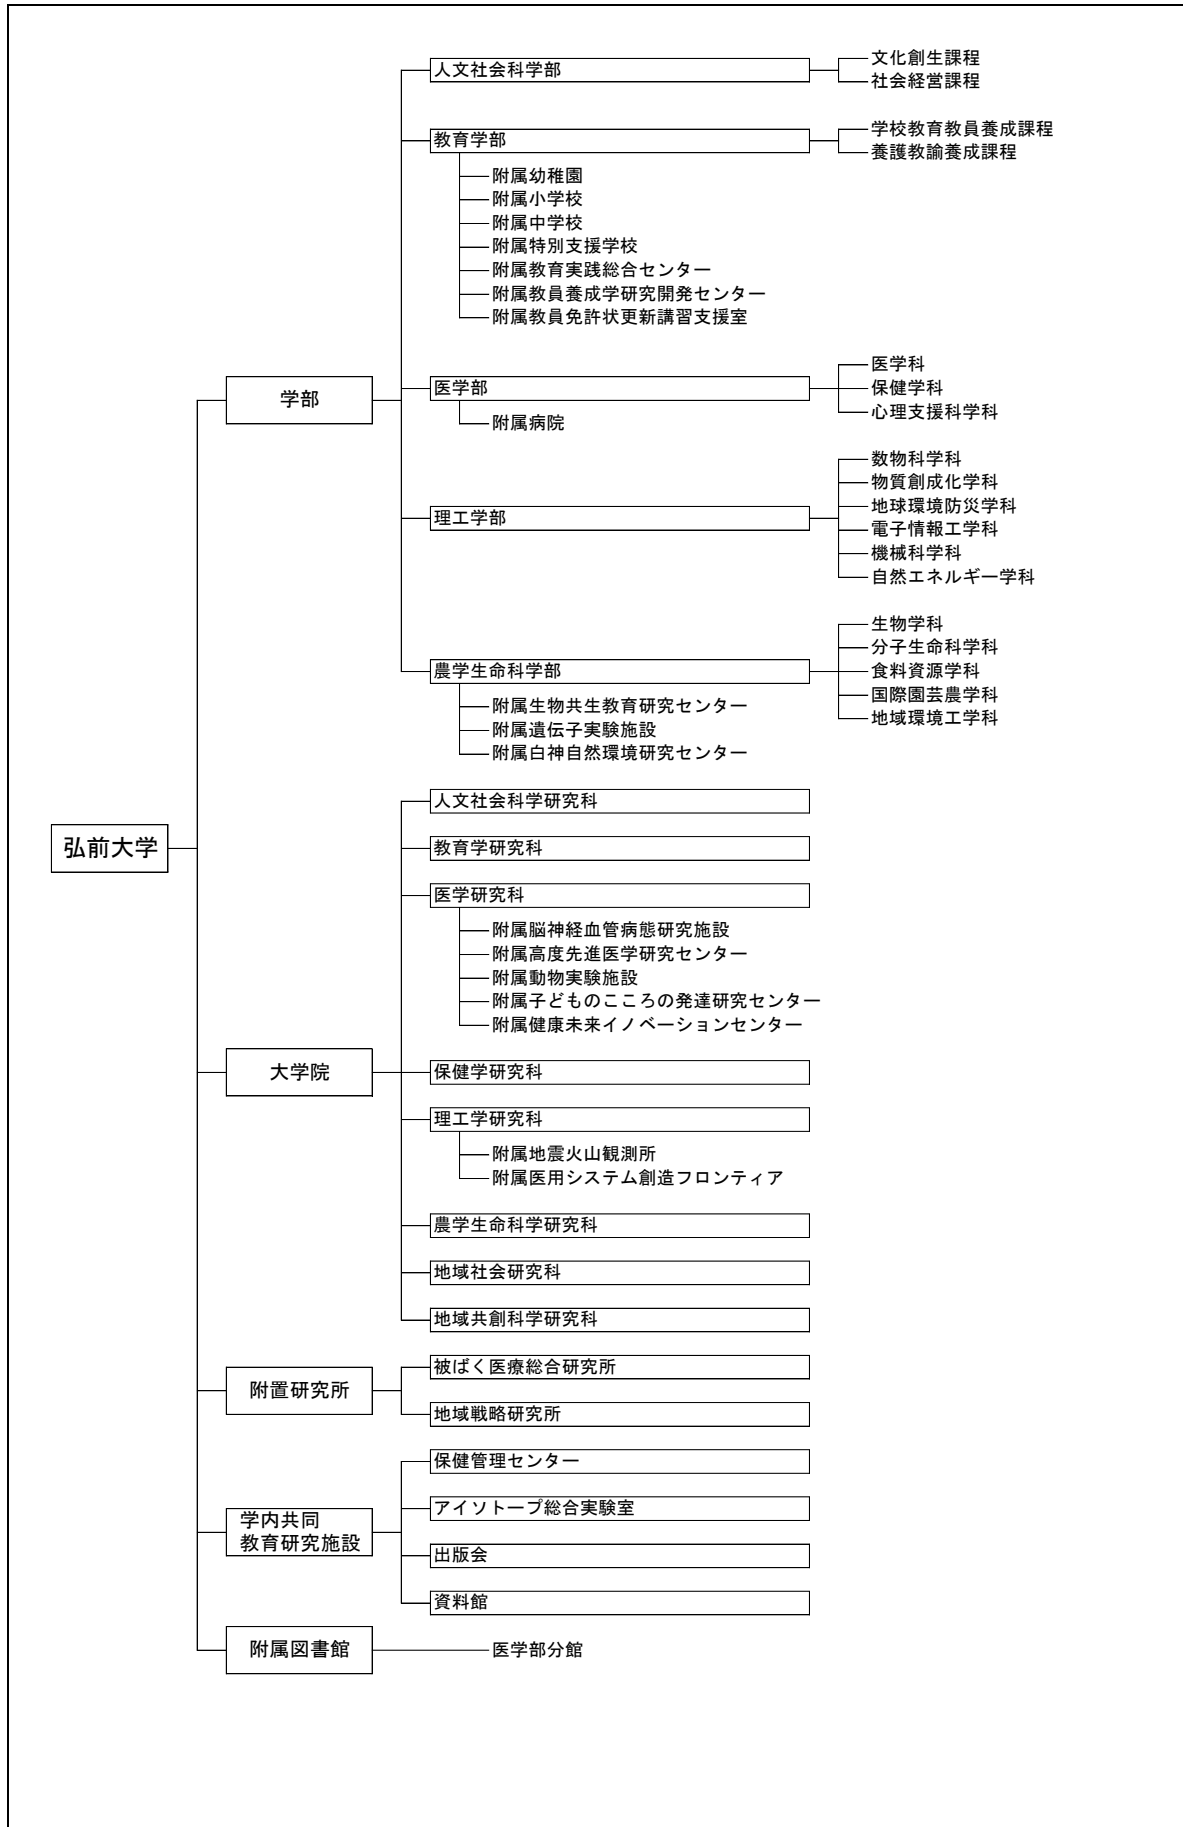 人文社会科学部
文化創生課程
社会経営課程
教育学部
学校教育教員養成課程
養護教諭養成課程
附属幼稚園
附属小学校
附属中学校
附属特別支援学校
附属教育実践総合センター
附属教員養成学研究開発センター
附属教員免許状更新講習支援室
学部
医学部
医学科
保健学科
心理支援科学科
附属病院
理工学部
数物科学科
物質創成化学科
地球環境防災学科
電子情報工学科
機械科学科
自然エネルギー学科
農学生命科学部
生物学科
分子生命科学科
食料資源学科
国際園芸農学科
地域環境工学科
附属生物共生教育研究センター
附属遺伝子実験施設
附属白神自然環境研究センター
弘前大学
人文社会科学研究科
教育学研究科
医学研究科
附属脳神経血管病態研究施設
附属高度先進医学研究センター
附属動物実験施設
附属子どものこころの発達研究センター
附属健康未来イノベーションセンター
大学院
保健学研究科
理工学研究科
附属地震火山観測所
附属医用システム創造フロンティア
農学生命科学研究科
地域社会研究科
地域共創科学研究科
附置研究所
被ばく医療総合研究所
地域戦略研究所
学内共同
教育研究施設
保健管理センター
アイソトープ総合実験室
出版会
資料館
附属図書館
医学部分館